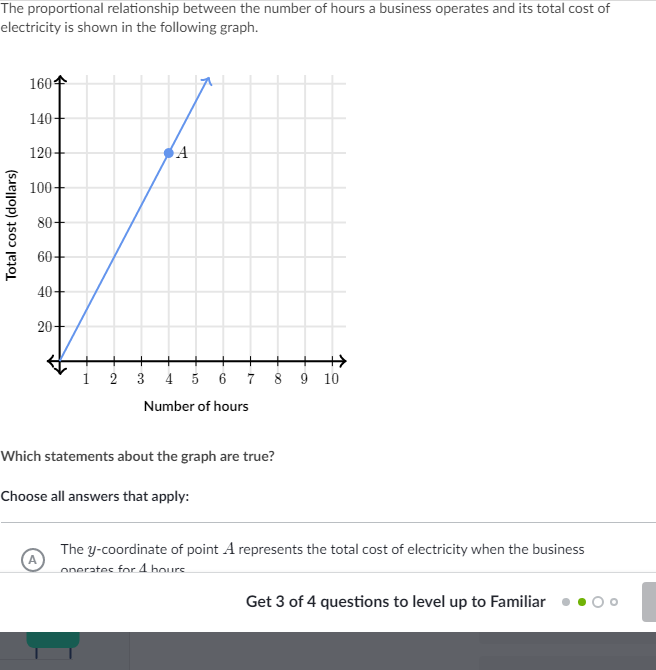 The proportional relationship between the number of hours a business operates and its total cost of
electricity is shown in the following graph.
160
140
120
A
100
80
60
40
20
Total cost (dollars)
1 2 3 4 5 6 7 8 9 10
Number of hours
Which statements about the graph are true?
Choose all answers that apply:
A
The y-coordinate of point A represents the total cost of electricity when the business
operates for 4 hours
Get 3 of 4 questions to level up to Familiar